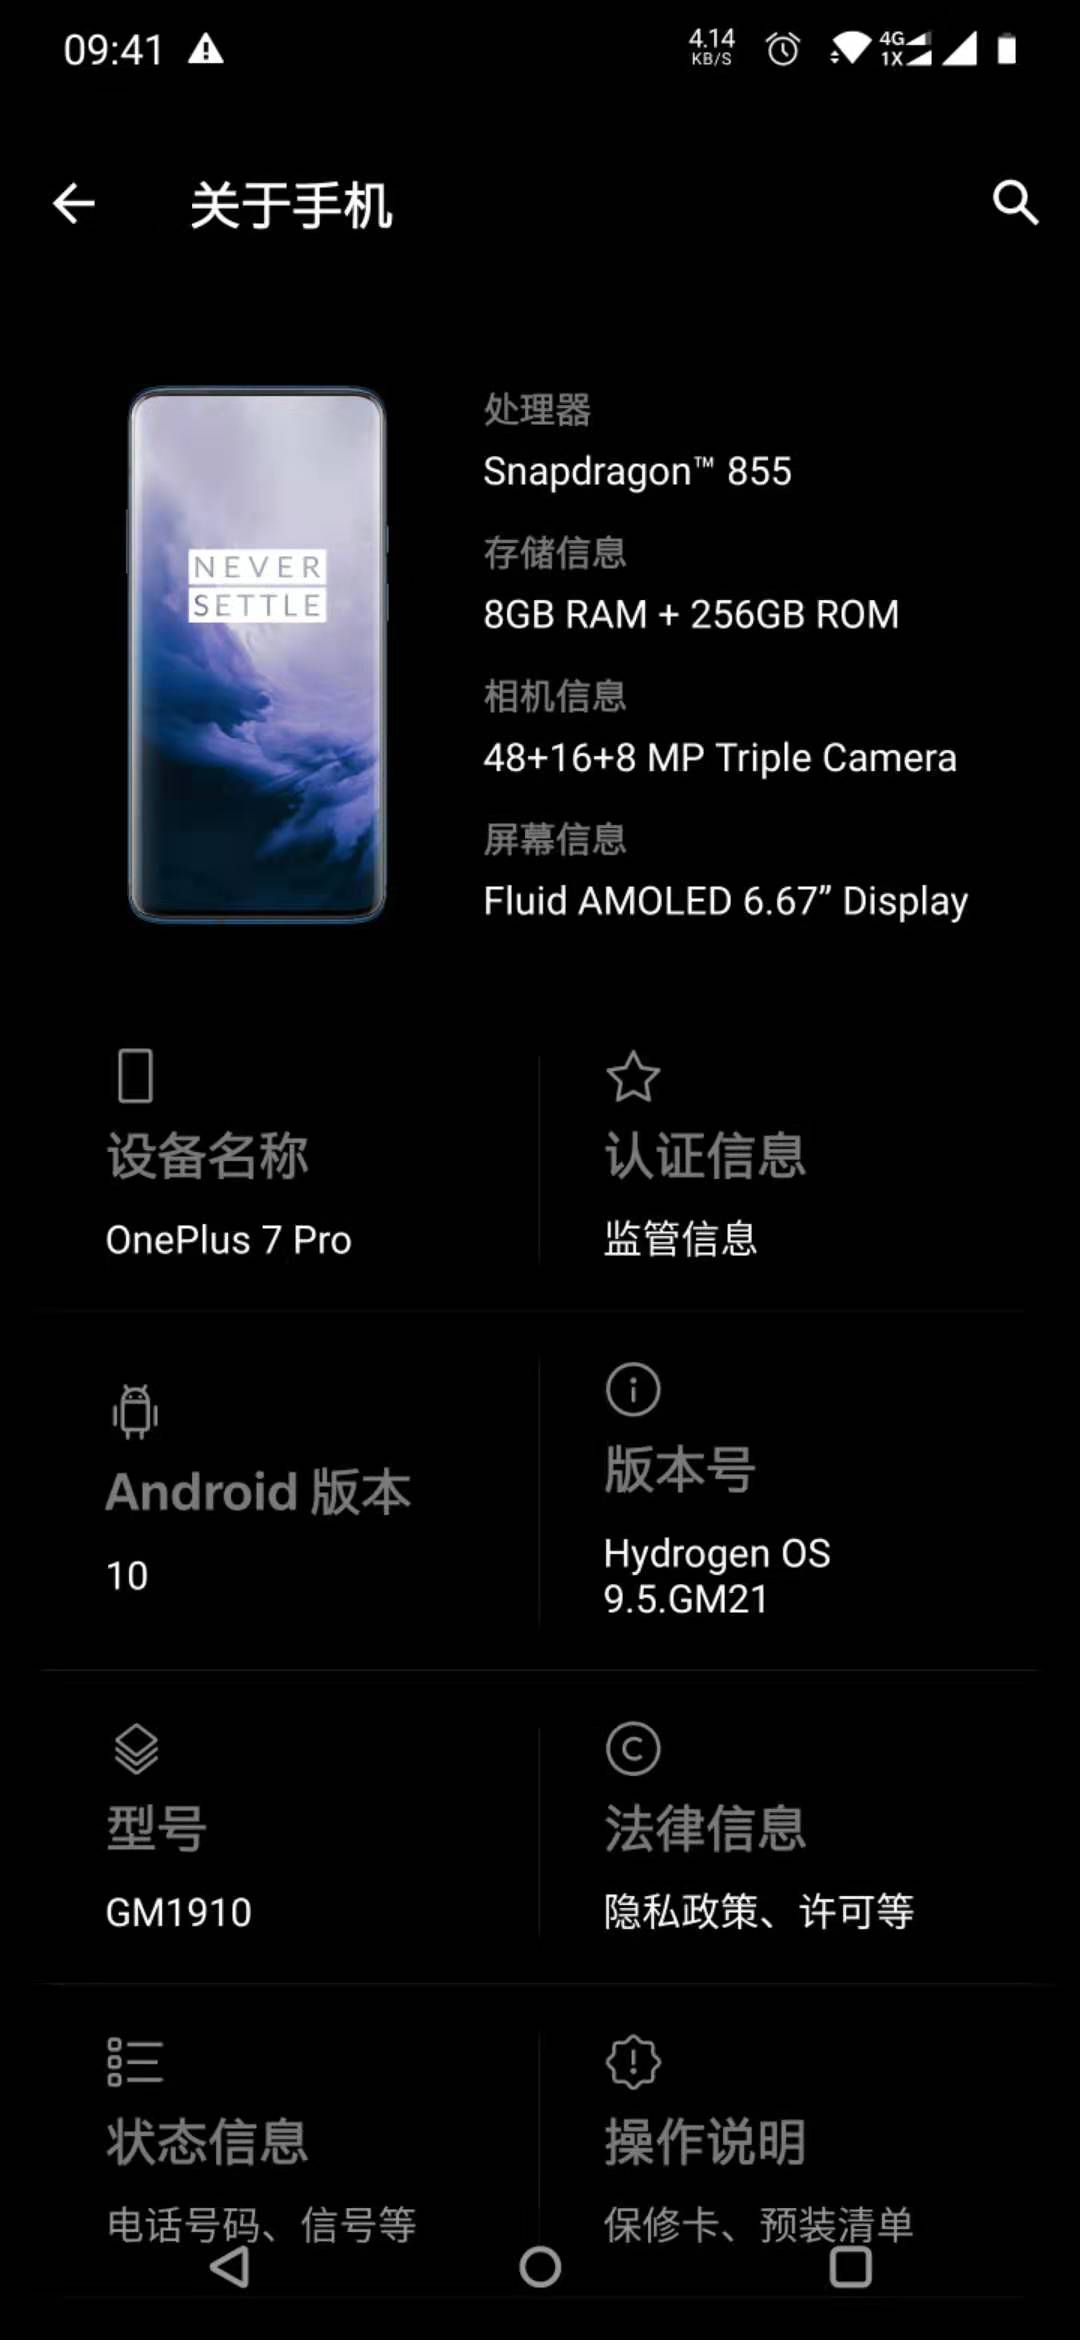 09:41
4.14
KB/S
4G
1X
关于手机
NEVER
SETTLE
处理器
Snapdragon™ 855
存储信息
8GB RAM + 256GB ROM
相机信息
48+16+8 MP Triple Camera
屏幕信息
Fluid AMOLED 6.67” Display
设备名称
OnePlus 7 Pro
认证信息
监管信息
Android 版本
10
版本号
Hydrogen OS
9.5.GM21
型号
GM1910
法律信息
隐私政策、许可等
状态信息
电话号码、信号等
操作说明
保修卡、预装清单